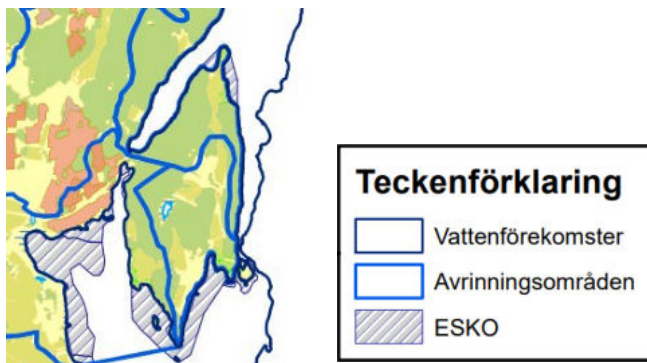 Teckenförklaring
Vattenförekomster
Avrinningsområden
ESKO